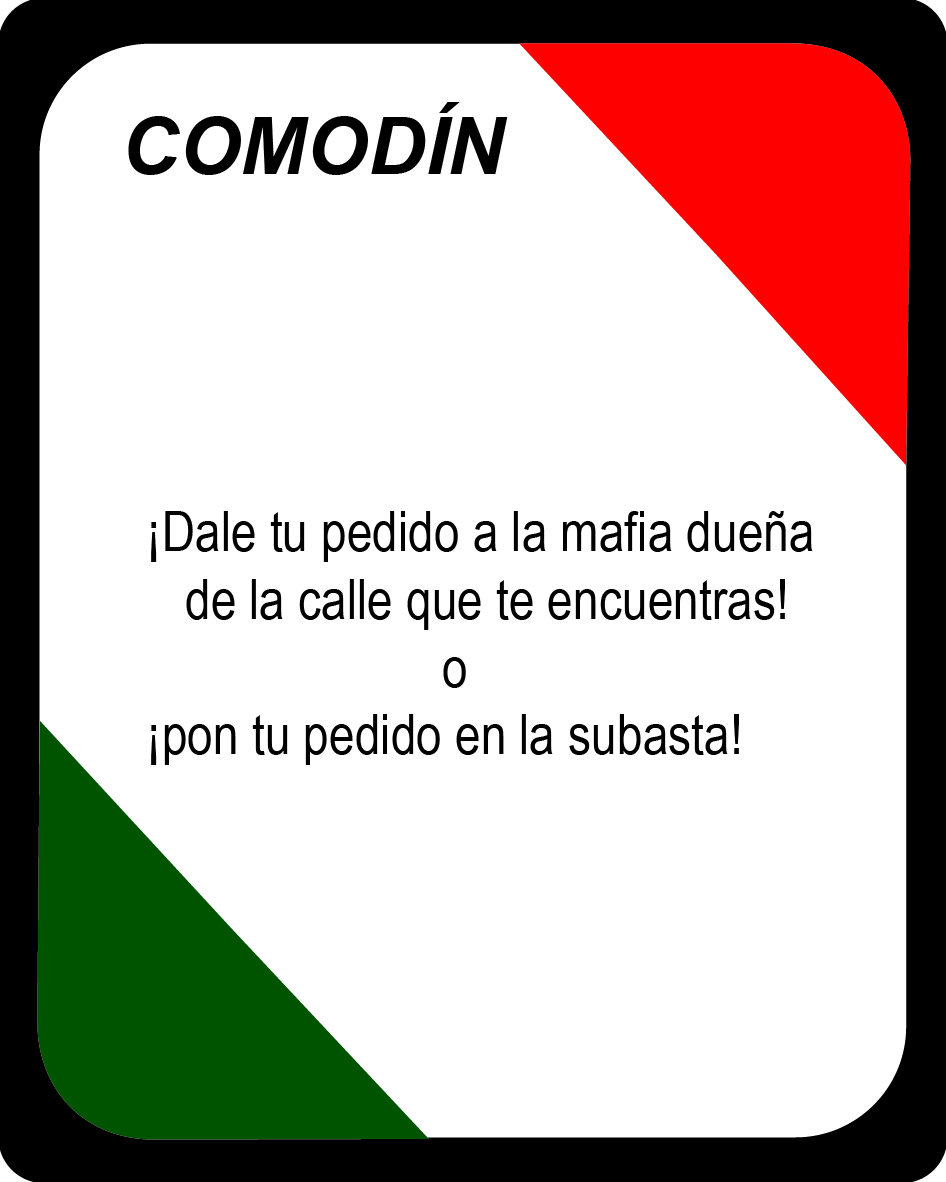 COMODÍN
¡Dale tu pedido a la mafia dueña
de la calle que te encuentras!
o
¡pon tu pedido en la subasta!